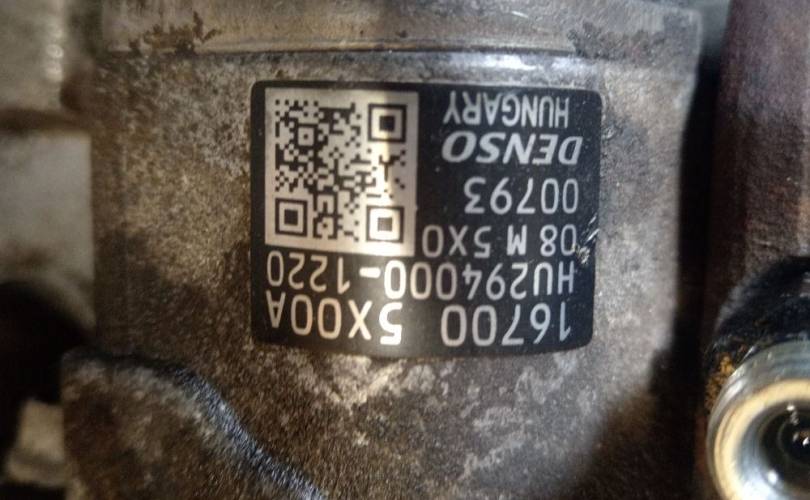 16700 5X00A
HU294000-1220
08 M 5X0
00793
DENSO
HUNGARY